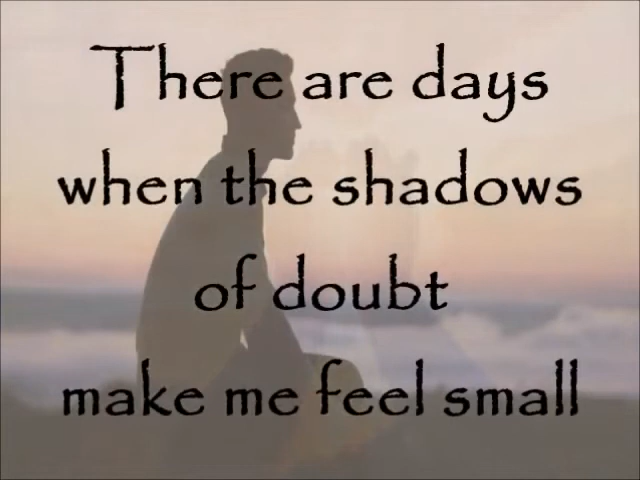 There are days
when the shadows
of doubt
make me feel small